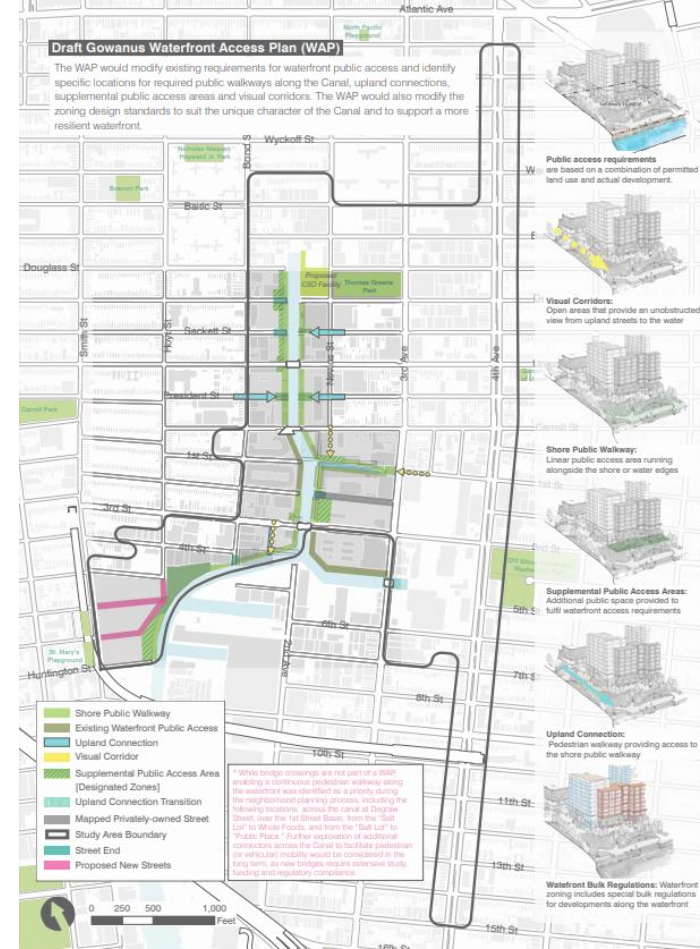 Atlantic Ave
North Pacific
Playground
Draft Gowanus Waterfront Access Plan (WAP)
The WAP would modify existing requirements for waterfront public access and identify
specific locations for required public walkways along the Canal, upland connections,
supplemental public access areas and visual corridors. The WAP would also modify the
zoning design standards to suit the unique character of the Canal and to support a more
resilient waterfront.
Wyckoff St
Bond S
Nicholas Naquan
Heyward Jr. Park
Boerum Park
Baltic St
Douglass St
Proposed
CSO Facility
Thomas Greene
Park
Smith St
Hoyt St
Sackett St
Nevins St
3rd Ave
4th Ave
President St
Carroll Park
Carroll St
1st St
3rd St
4th St
5th St
6th St
2nd Ave
7th S
St. Mary's
Playground
Huntington St
8th St
10th St
11th St
13th St
15th St
16th St
Public access requirements
are based on a combination of permitted
land use and actual development.
Visual Corridors:
Open areas that provide an unobstructed
view from upland streets to the water
Shore Public Walkway:
Linear public access area running
alongside the shore or water edges
Supplemental Public Access Areas:
Additional public space provided to
fulfil waterfront access requirements
Upland Connection:
Pedestrian walkway providing access to
the shore public walkway
Watefront Bulk Regulations: Waterfront
zoning includes special bulk regulations
for developments along the waterfront
Shore Public Walkway
Existing Waterfront Public Access
Upland Connection
Visual Corridor
Supplemental Public Access Area
[Designated Zones]
Upland Connection Transition
Mapped Privately-owned Street
Study Area Boundary
Street End
Proposed New Streets
* While bridge crossings are not part of a WAP,
enabling a continuous pedestrian walkway along
the waterfront was identified as a priority during
the neighborhood planning process, including the
following locations: across the canal at Degraw
Street, over the 1st Street Basin, from the "Salt
Lot" to Whole Foods, and from the "Salt Lot" to
"Public Place." Further exploration of additional
connectors across the Canal to facilitate pedestrian
(or vehicular) mobility would be considered in the
long term, as new bridges require extensive study,
funding and regulatory compliance.
0 250 500 1,000
Feet